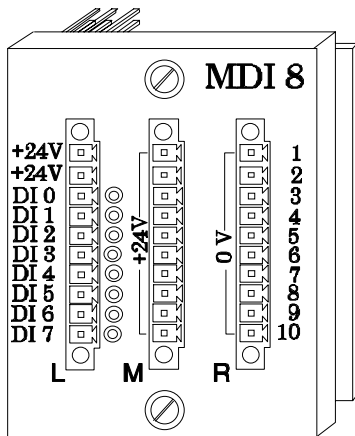 MDI 8
+24V 1
+24V 2
DI 0 3
DI 1 4
DI 2 5
DI 3 6
DI 4 7
DI 5 8
DI 6 9
DI 7 10
+24V
0 V
L M R